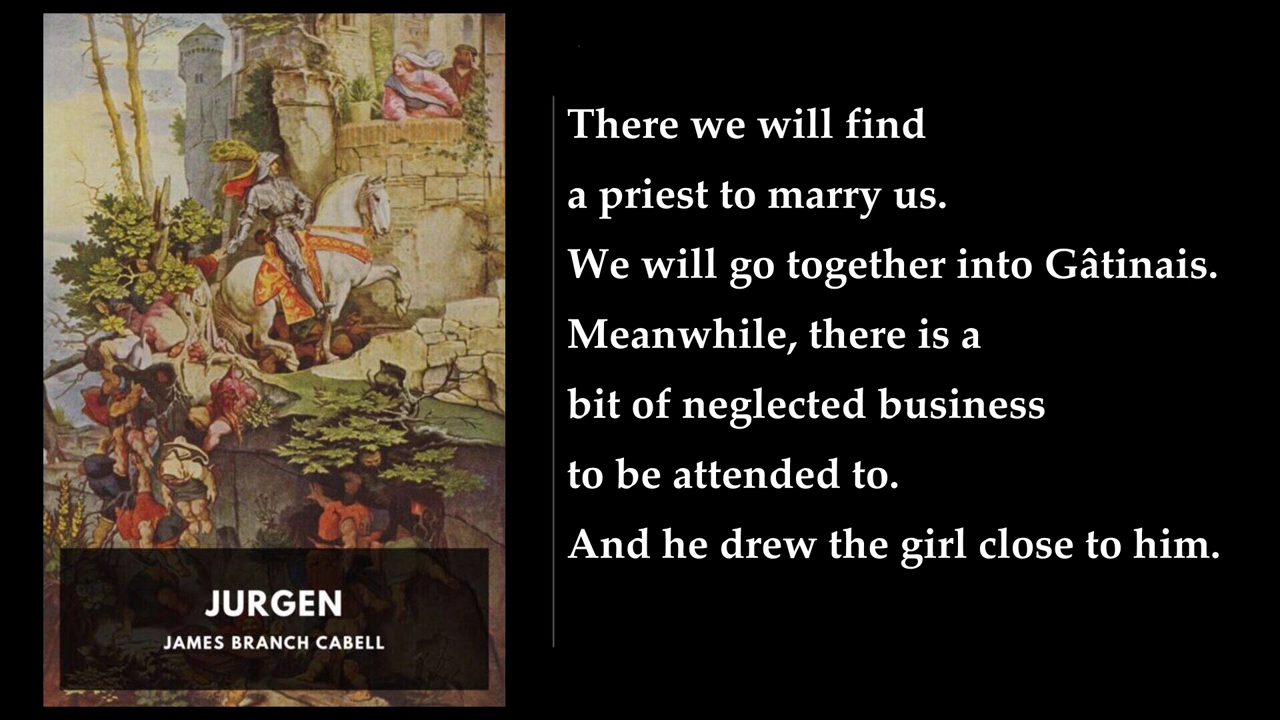 JURGEN
JAMES BRANCH CABELL
There we will find
a priest to marry us.
We will go together into Gâtinais.
Meanwhile, there is a
bit of neglected business
to be attended to.
And he drew the girl close to him.